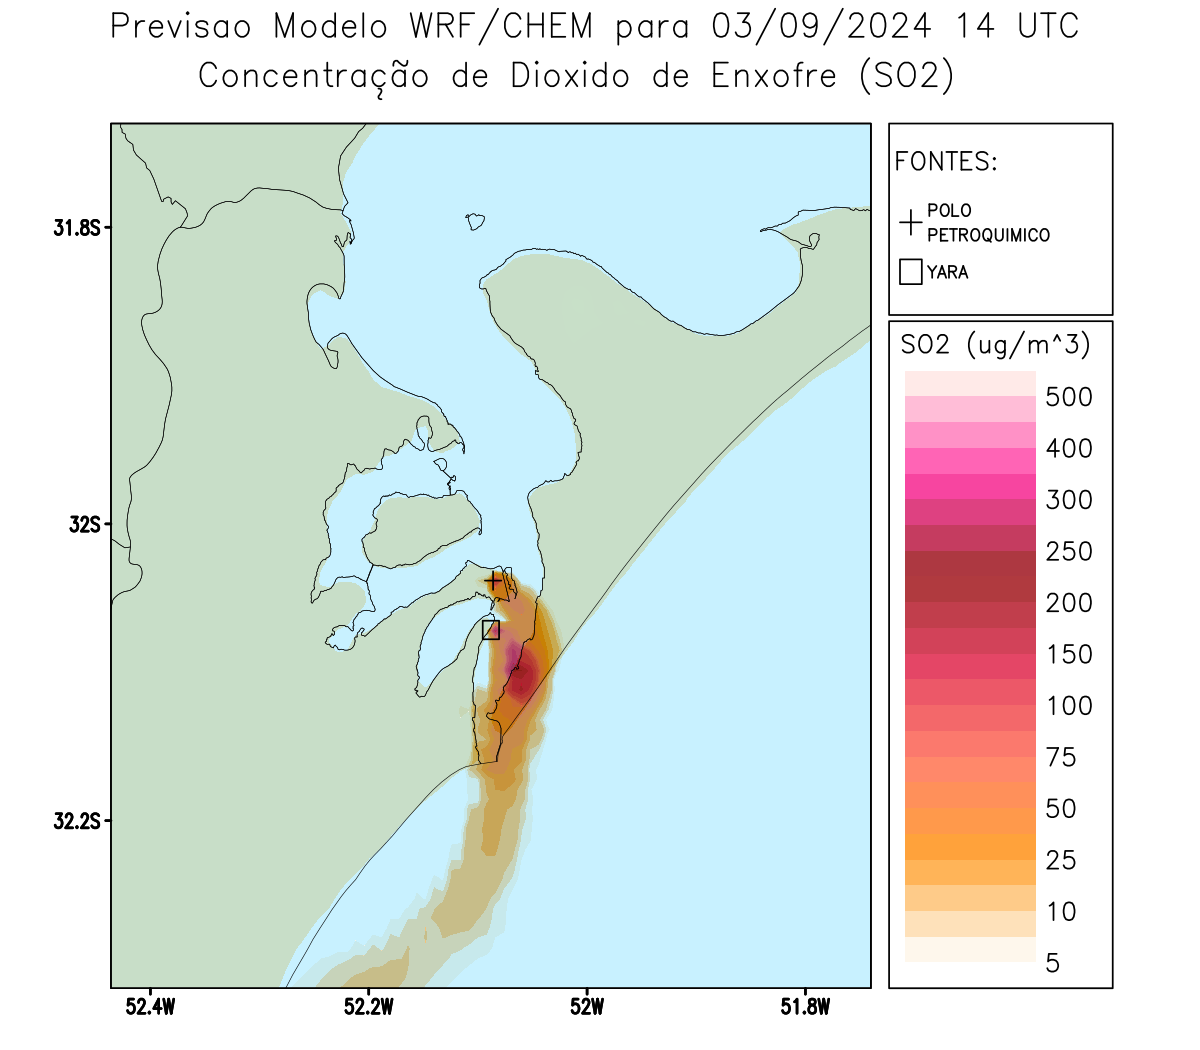 Previsao Modelo WRF/CHEM para 03/09/2024 14 UTC
Concentração de Dioxido de Enxofre (SO2)
FONTES:
POLO
PETROQUIMICO
YARA
31.8S
32S
32.2S
52.4W
52.2W
52W
51.8W
SO2 (ug/m^3)
500
400
300
250
200
150
100
75
50
25
10
5